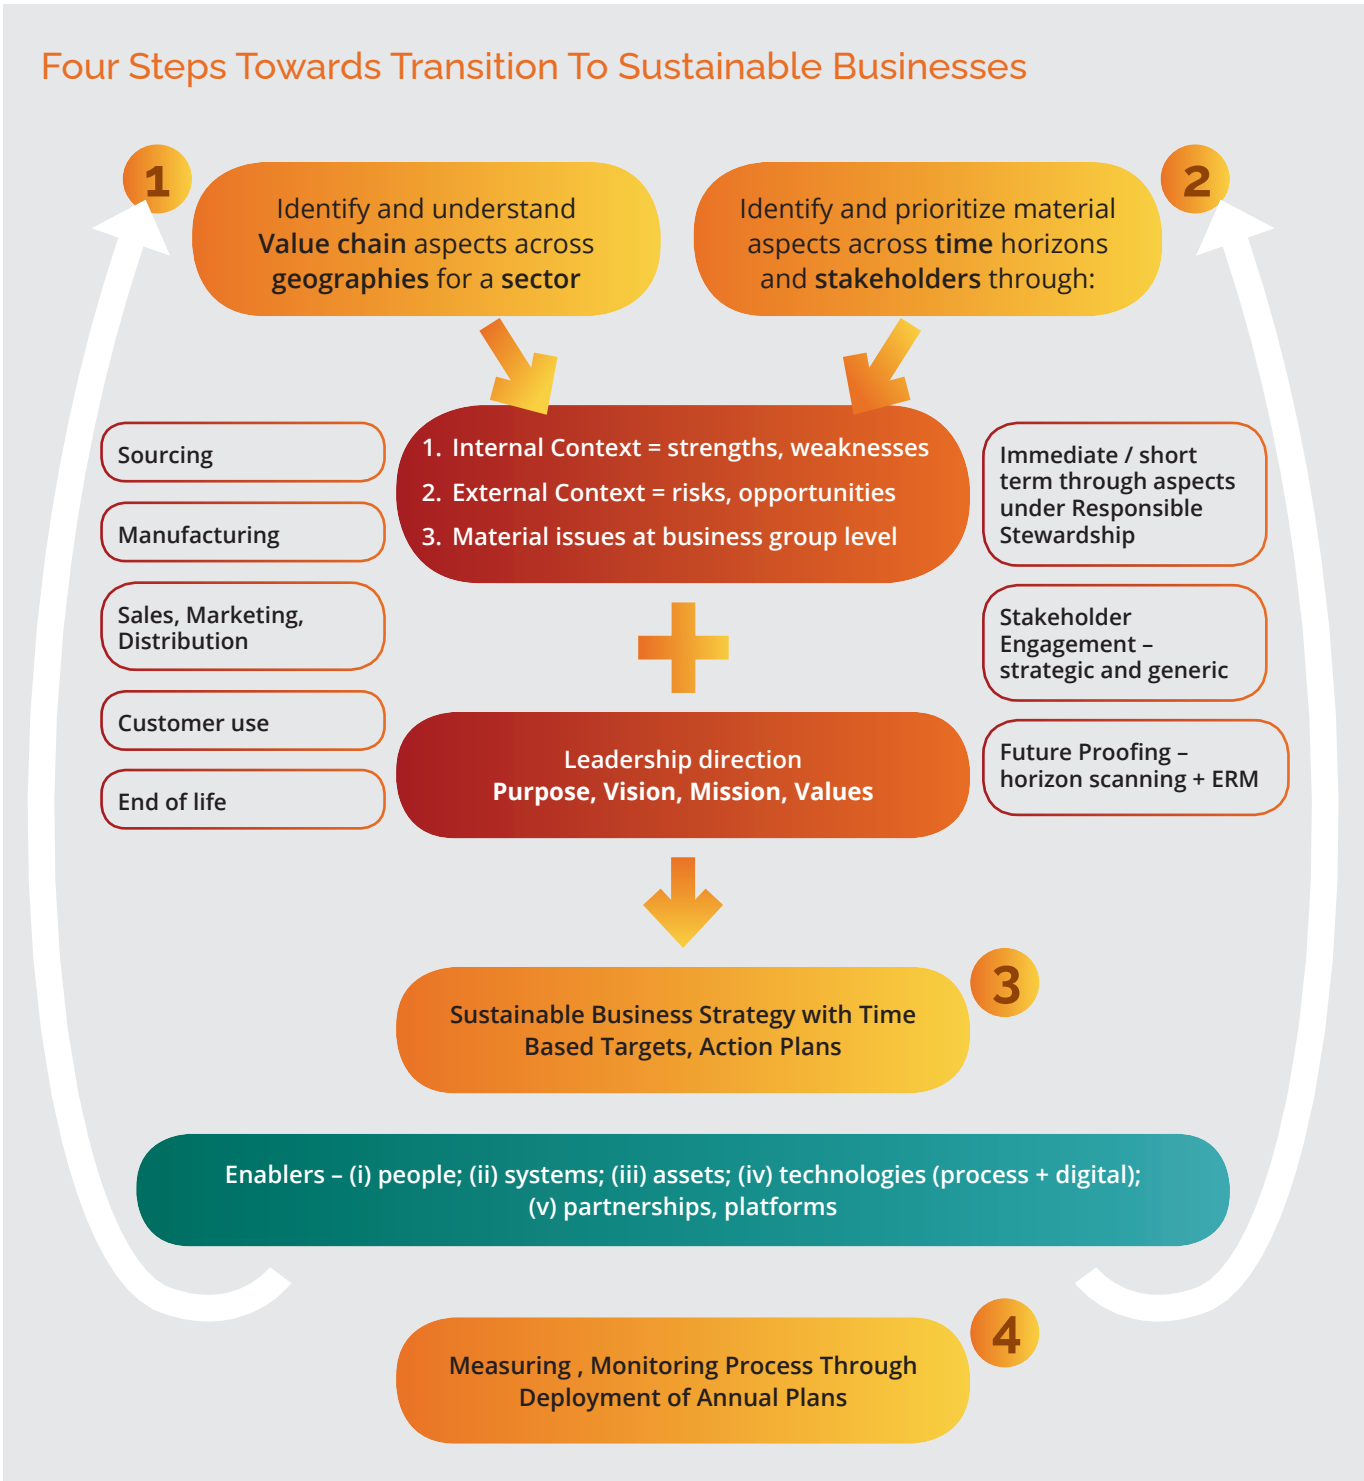 Four Steps Towards Transition To Sustainable Businesses
1
Identify and understand
Value chain aspects across
geographies for a sector
2
Identify and prioritize material
aspects across time horizons
and stakeholders through:
Sourcing
Manufacturing
Sales, Marketing,
Distribution
Customer use
End of life
1. Internal Context = strengths, weaknesses
2. External Context = risks, opportunities
3. Material issues at business group level
Leadership direction
Purpose, Vision, Mission, Values
Immediate / short
term through aspects
under Responsible
Stewardship
Stakeholder
Engagement –
strategic and generic
Future Proofing –
horizon scanning + ERM
3
Sustainable Business Strategy with Time
Based Targets, Action Plans
Enablers – (i) people; (ii) systems; (iii) assets; (iv) technologies (process + digital);
(v) partnerships, platforms
4
Measuring , Monitoring Process Through
Deployment of Annual Plans